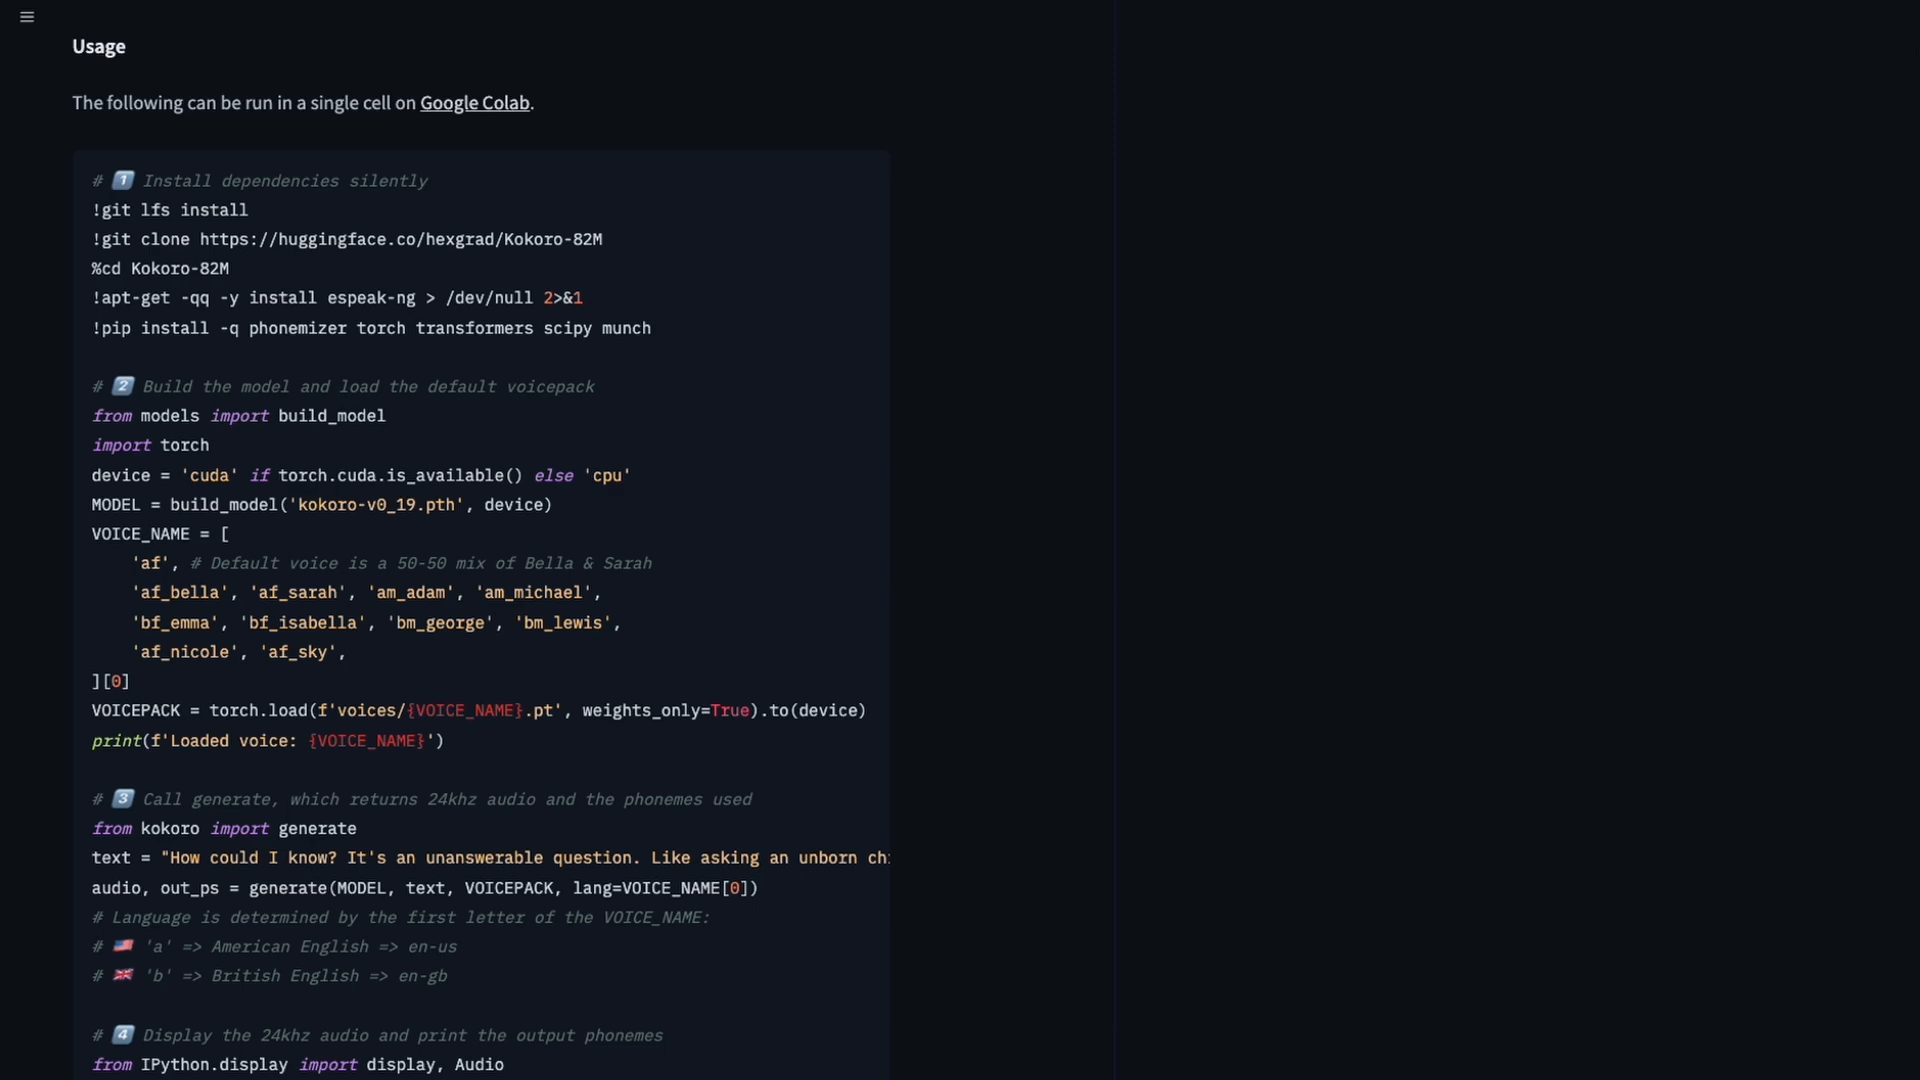 Usage
The following can be run in a single cell on Google Colab.
# 1️⃣ Install dependencies silently
!git lfs install
!git clone https://huggingface.co/hexgrad/Kokoro-82M
%cd Kokoro-82M
!apt-get -qq -y install espeak-ng > /dev/null 2>&1
!pip install -q phonemizer torch transformers scipy munch
# 2️⃣ Build the model and load the default voicepack
from models import build_model
import torch
device = 'cuda' if torch.cuda.is_available() else 'cpu'
MODEL = build_model('kokoro-v0_19.pth', device)
VOICE_NAME = [
    'af', # Default voice is a 50-50 mix of Bella & Sarah
    'af_bella', 'af_sarah', 'am_adam', 'am_michael',
    'bf_emma', 'bf_isabella', 'bm_george', 'bm_lewis',
    'af_nicole', 'af_sky',
][0]
VOICEPACK = torch.load(f'voices/{VOICE_NAME}.pt', weights_only=True).to(device)
print(f'Loaded voice: {VOICE_NAME}')
# 3️⃣ Call generate, which returns 24khz audio and the phonemes used
from kokoro import generate
text = "How could I know? It's an unanswerable question. Like asking an unborn
audio, out_ps = generate(MODEL, text, VOICEPACK, lang=VOICE_NAME[0])
# Language is determined by the first letter of the VOICE_NAME:
# 🇺🇸 'a' => American English => en-us
# 🇬🇧 'b' => British English => en-gb
# 4️⃣ Display the 24khz audio and print the output phonemes
from IPython.display import display, Audio